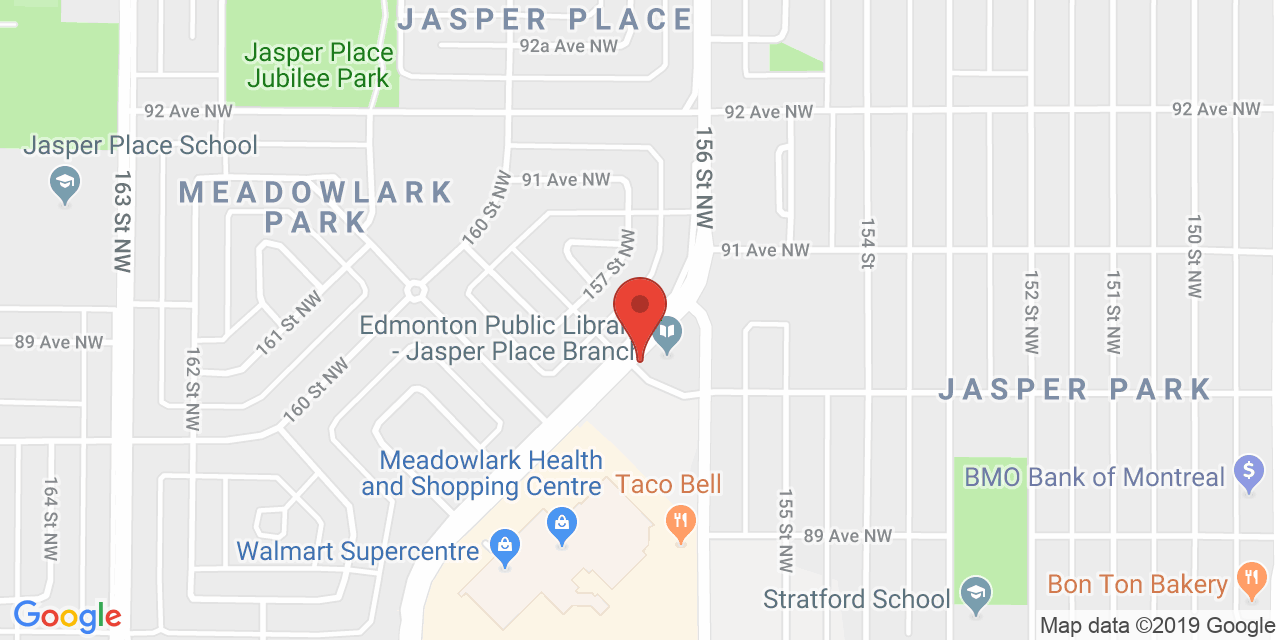 JASPER PLACE
92a Ave NW
Jasper Place
Jubilee Park
92 Ave NW
92 Ave NW
92 Ave NW
Jasper Place School
163 St NW
MEADOWLARK
PARK
91 Ave NW
160 St NW
156 St NW
157 St NW
91 Ave NW
154 St
150 St NW
152 St NW
151 St NW
161 St NW
Edmonton Public Libra
- Jasper Place Branch
89 Ave NW
162 St NW
160 St NW
JASPER PARK
Meadowlark Health
and Shopping Centre
Taco Bell
BMO Bank of Montreal
164 St NW
155 St NW
Walmart Supercentre
89 Ave NW
Stratford School
Bon Ton Bakery
Google
Map data ©2019 Google